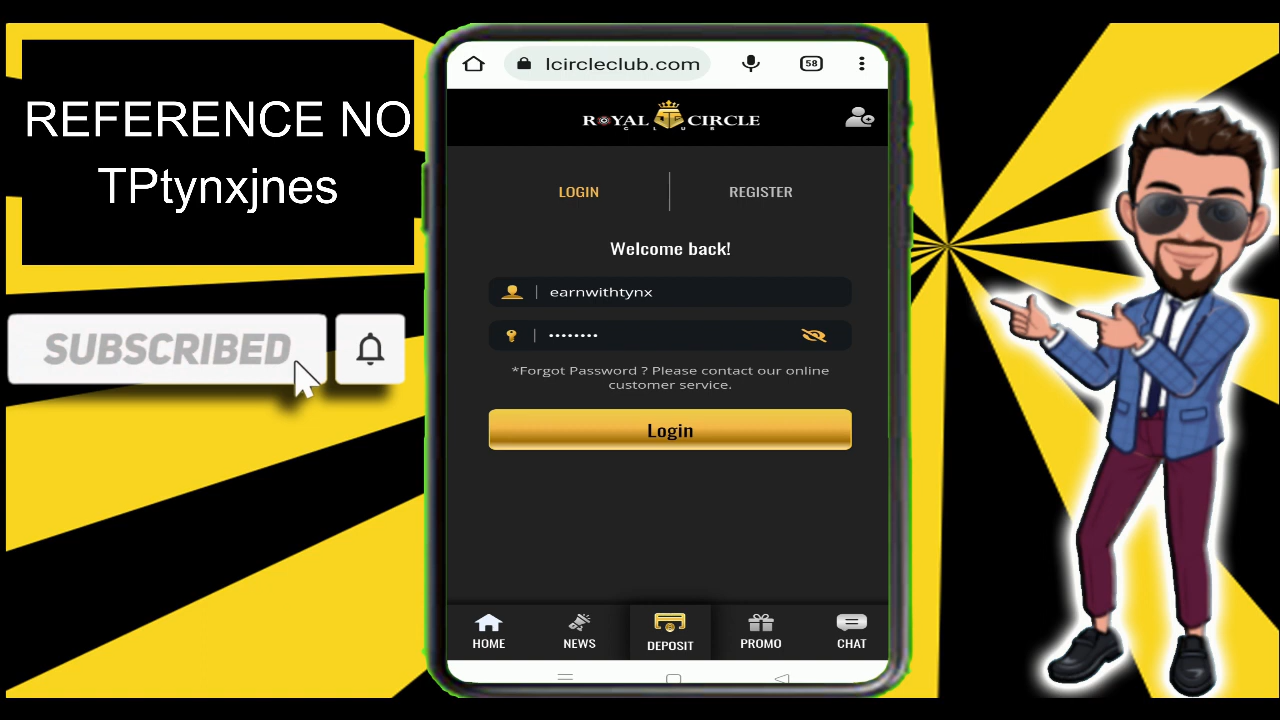 REFERENCE NO
TPtynxjnes
SUBSCRIBED
lcircleclub.com
58
ROYAL CIRCLE
CLUB
LOGIN
REGISTER
Welcome back!
earnwithtynx
*Forgot Password ? Please contact our online
customer service.
Login
HOME
NEWS
DEPOSIT
PROMO
CHAT